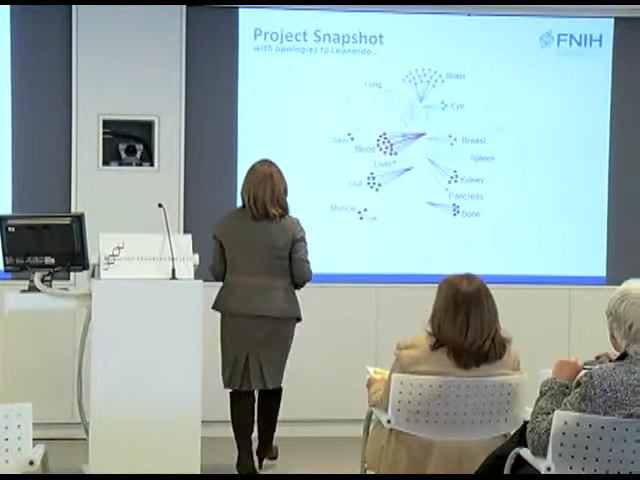 Project Snapshot
with apologies to Leonardo...
FNIH
Brain
Lung
Eye
Skin
Blood
Breast
Liver
Spleen
Gut
Kidney
Pancreas
Muscle
Bone